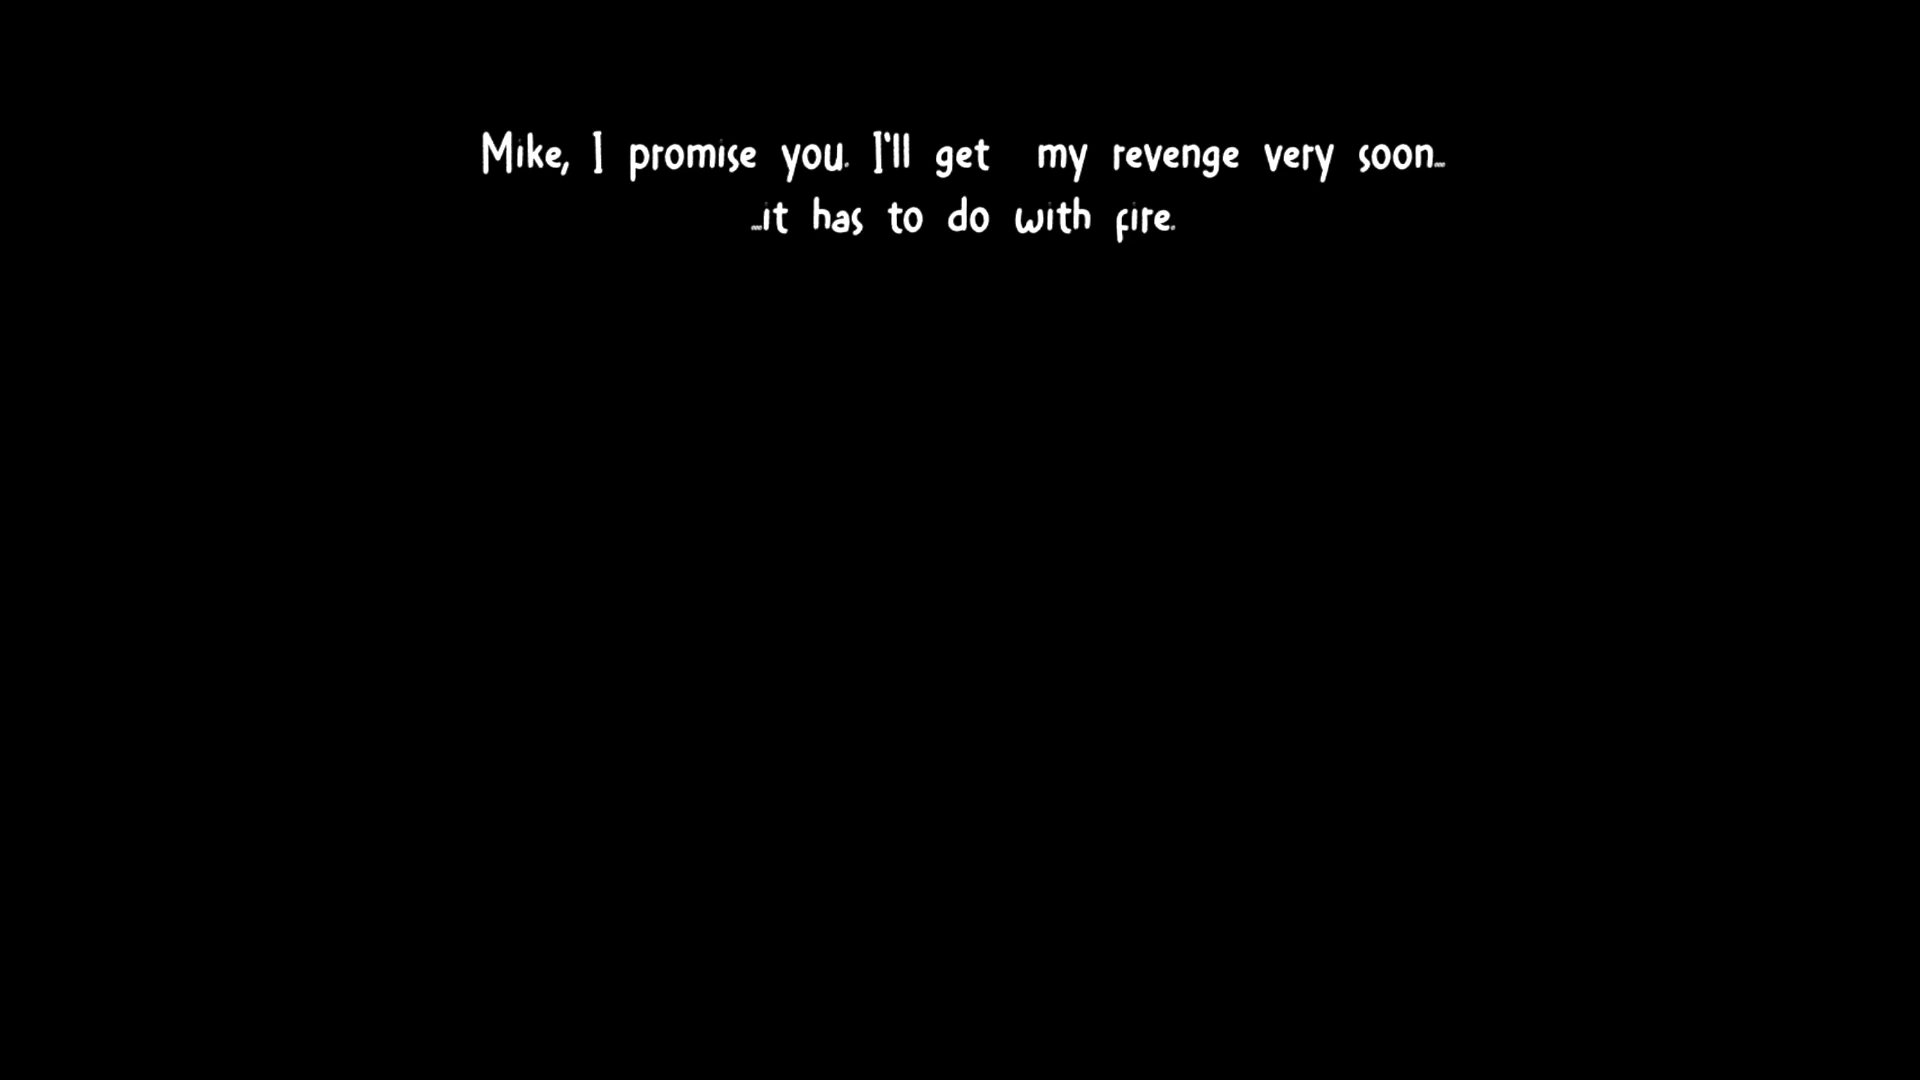 Mike, I promise you. I'll get  my revenge very soon...
...it has to do with fire.